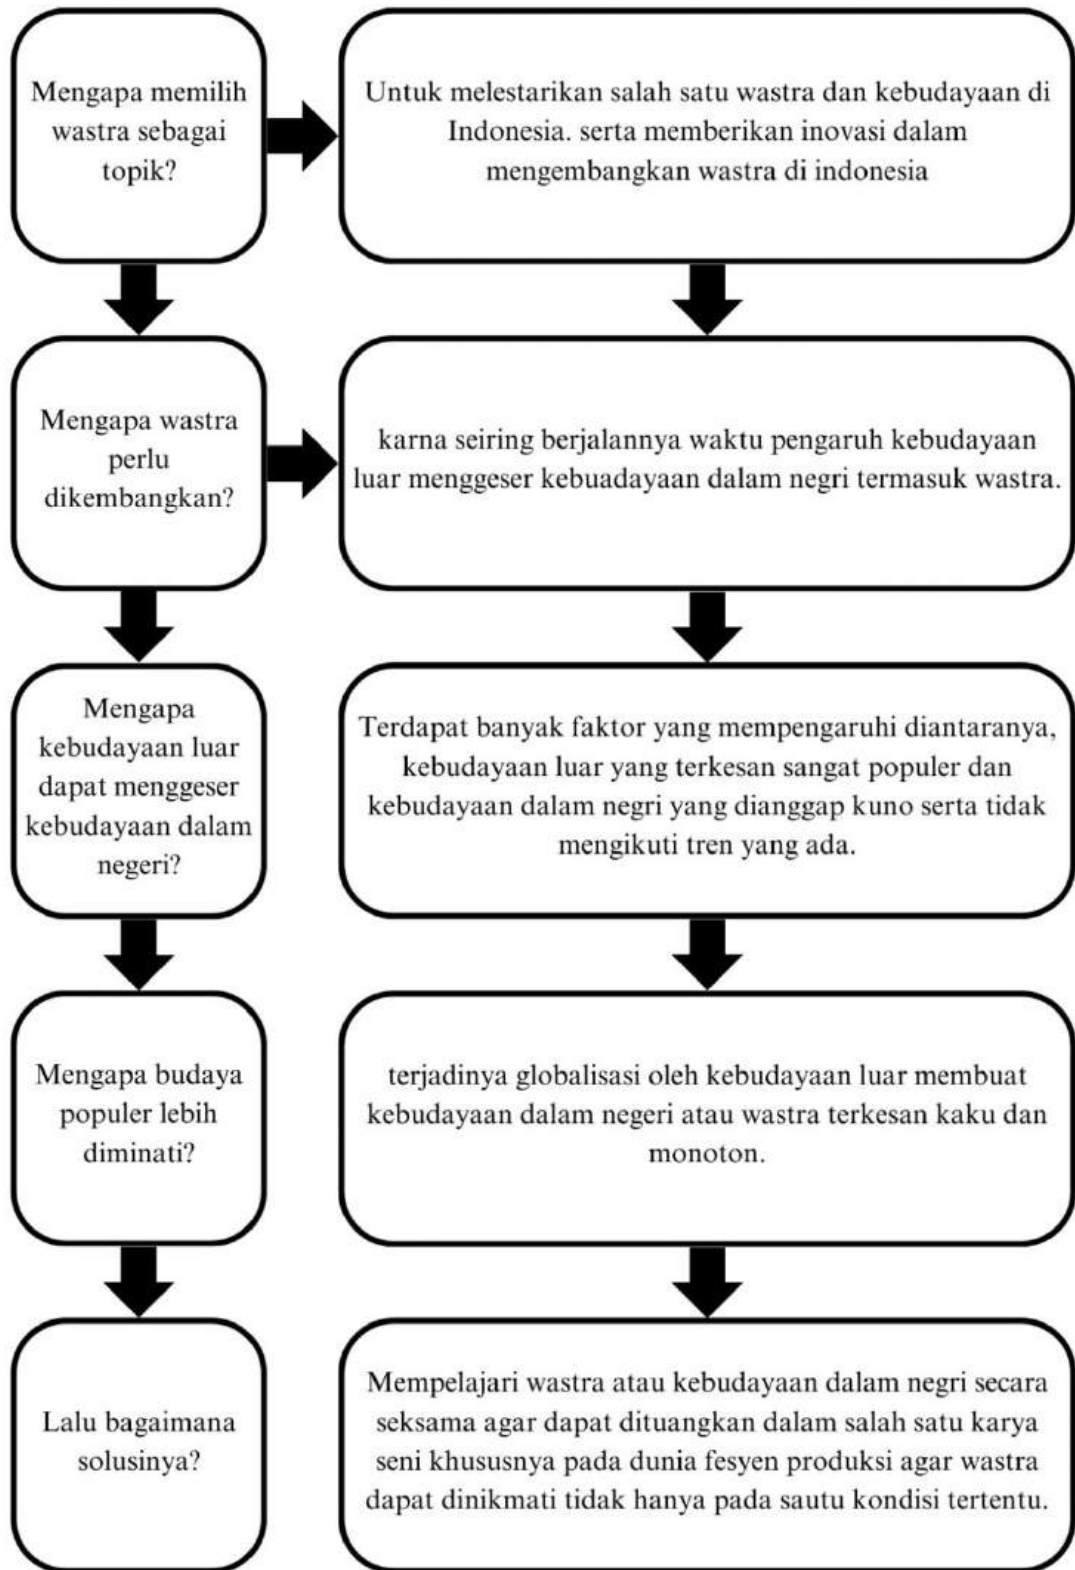 Mengapa memilih
wastra sebagai
topik?
Untuk melestarikan salah satu wastra dan kebudayaan di
Indonesia. serta memberikan inovasi dalam
mengembangkan wastra di indonesia
Mengapa wastra
perlu
dikembangkan?
karna seiring berjalannya waktu pengaruh kebudayaan
luar menggeser kebuadayaan dalam negri termasuk wastra.
Mengapa
kebudayaan luar
dapat menggeser
kebudayaan dalam
negeri?
Terdapat banyak faktor yang mempengaruhi diantaranya,
kebudayaan luar yang terkesan sangat populer dan
kebudayaan dalam negri yang dianggap kuno serta tidak
mengikuti tren yang ada.
Mengapa budaya
populer lebih
diminati?
terjadinya globalisasi oleh kebudayaan luar membuat
kebudayaan dalam negeri atau wastra terkesan kaku dan
monoton.
Lalu bagaimana
solusinya?
Mempelajari wastra atau kebudayaan dalam negri secara
seksama agar dapat dituangkan dalam salah satu karya
seni khususnya pada dunia fesyen produksi agar wastra
dapat dinikmati tidak hanya pada sautu kondisi tertentu.